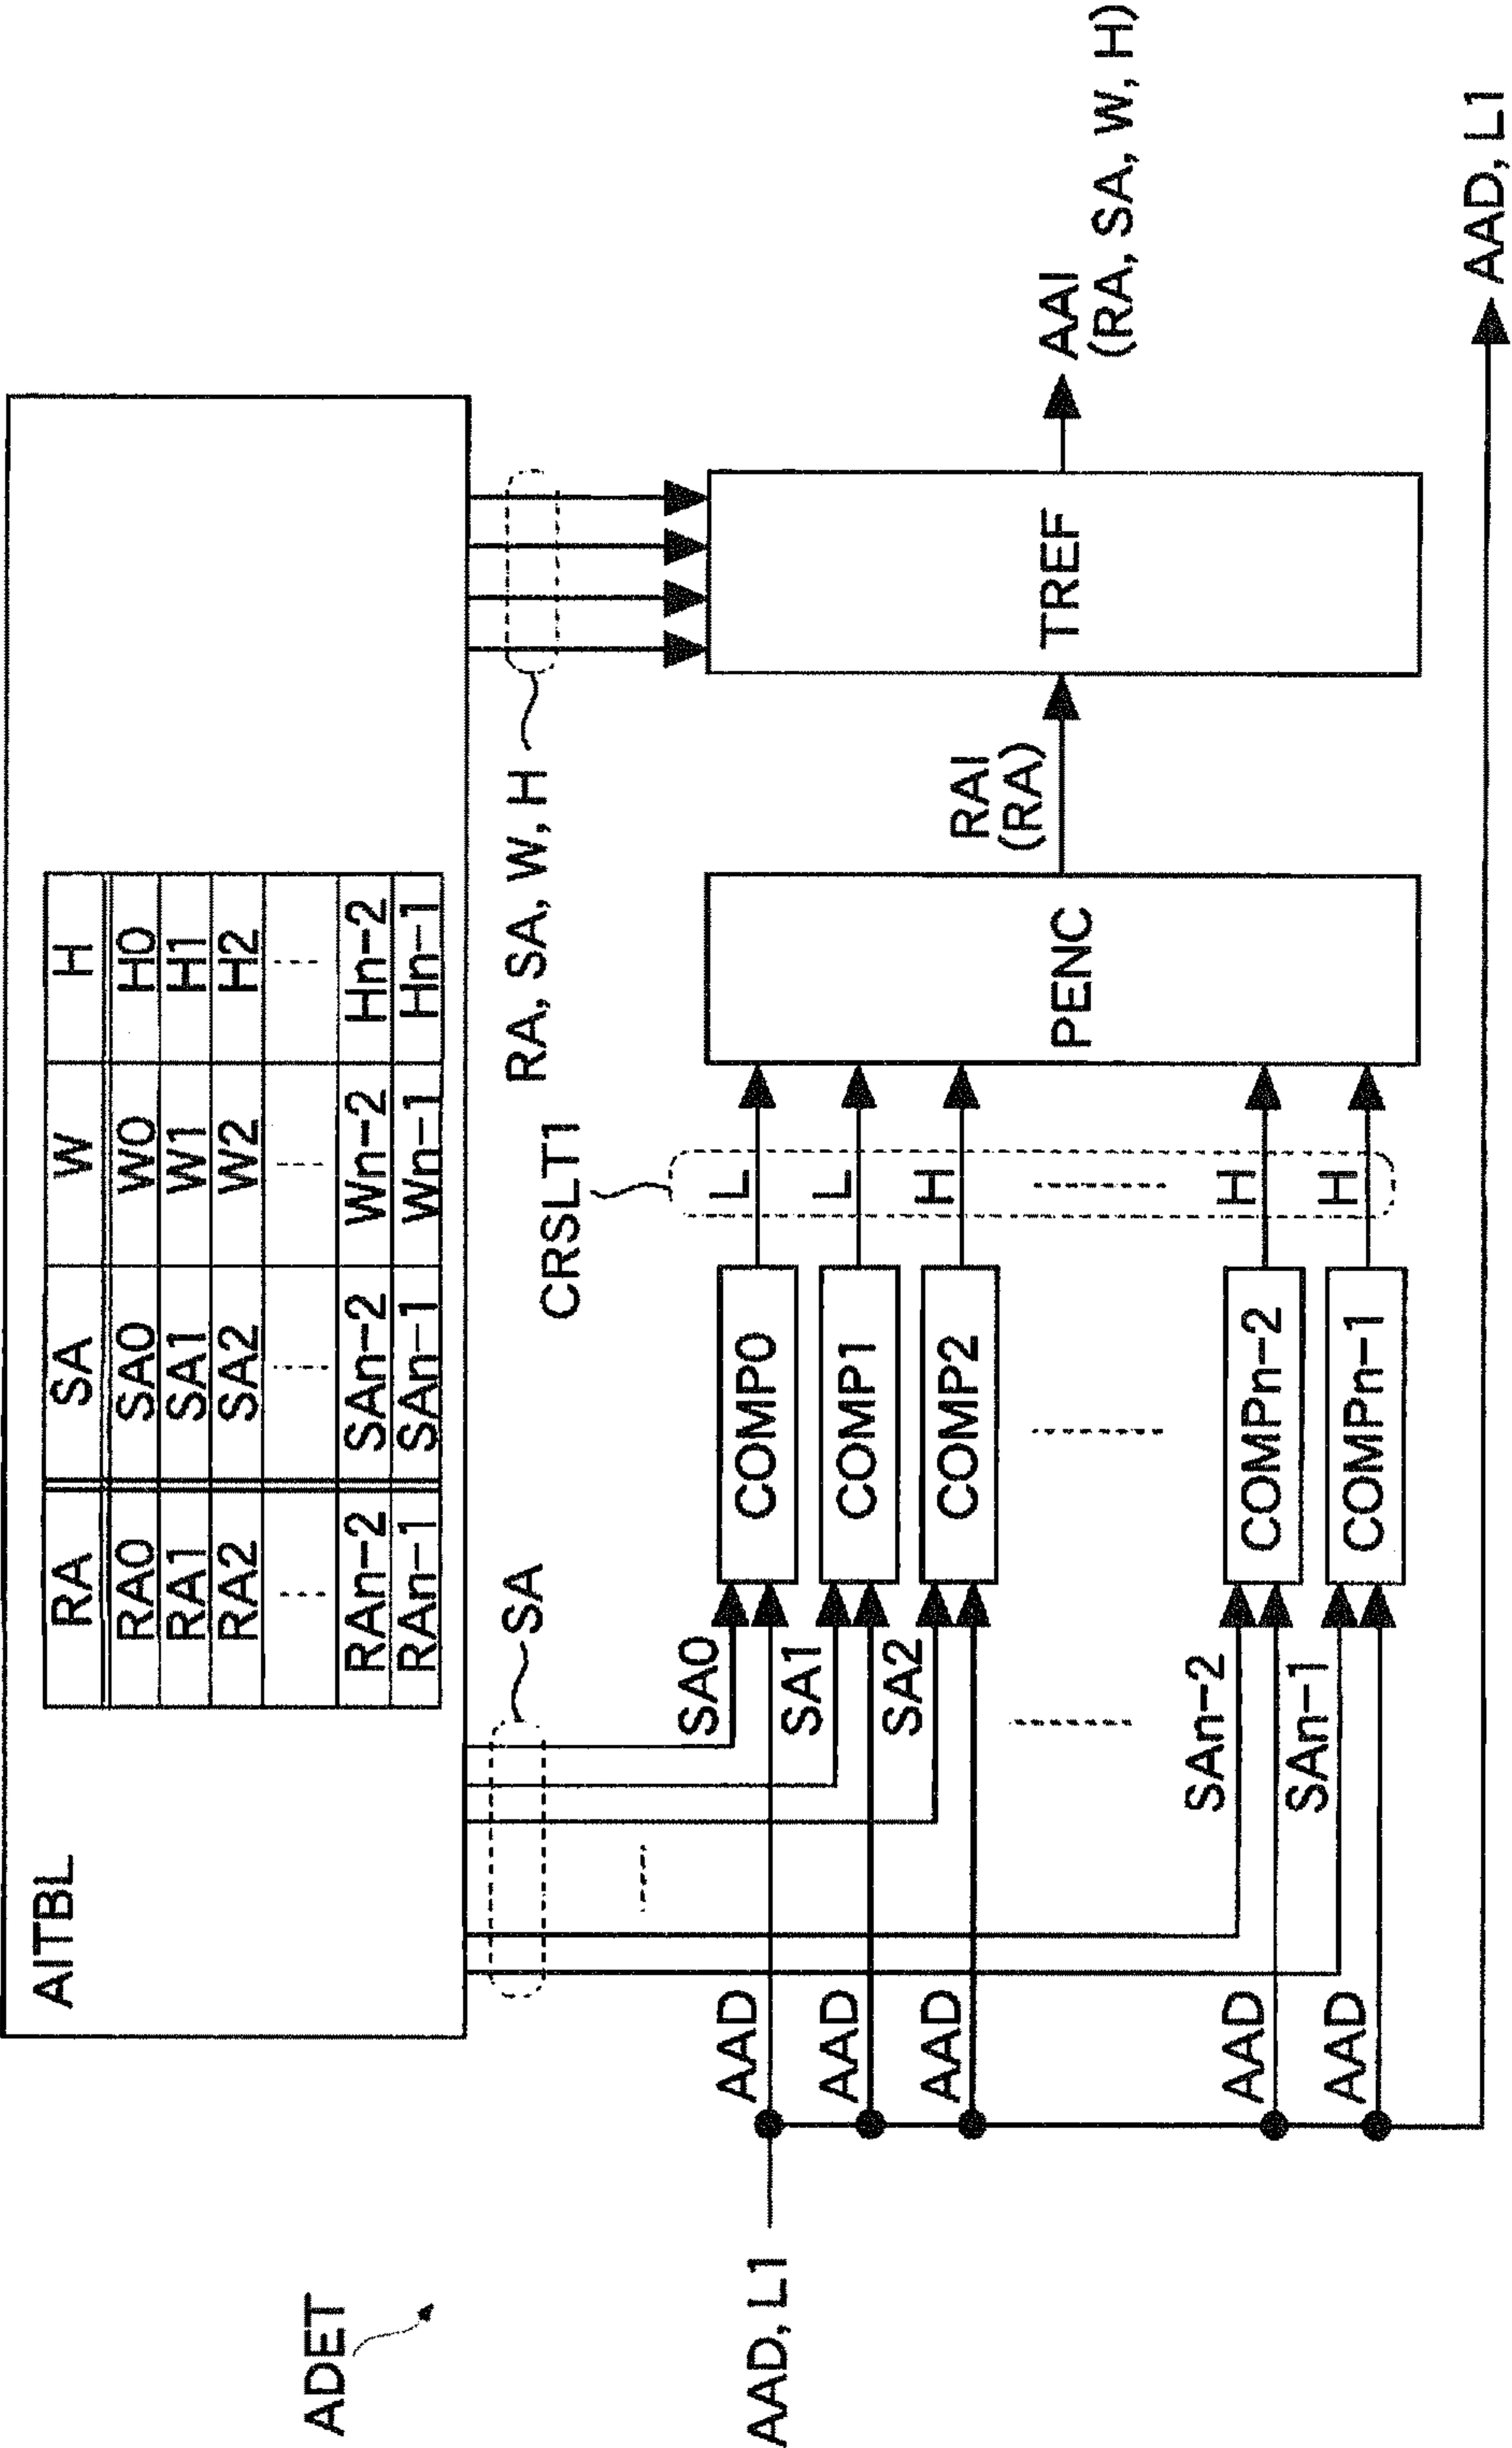 ADET
AITBL
RA SA W H
RA0 SA0 W0 H0
RA1 SA1 W1 H1
RA2 SA2 W2 H2
RAn-2 SAn-2 Wn-2 Hn-2
RAn-1 SAn-1 Wn-1 Hn-1
SA
RA, SA, W, H
CRSLT1
AAD, L1
AAD
SA0
COMP0
L
AAD
SA1
COMP1
L
AAD
SA2
COMP2
H
AAD
SAn-2
COMPn-2
H
AAD
SAn-1
COMPn-1
H
PENC
RAI
(RA)
TREF
AAI
(RA, SA, W, H)
AAD, L1